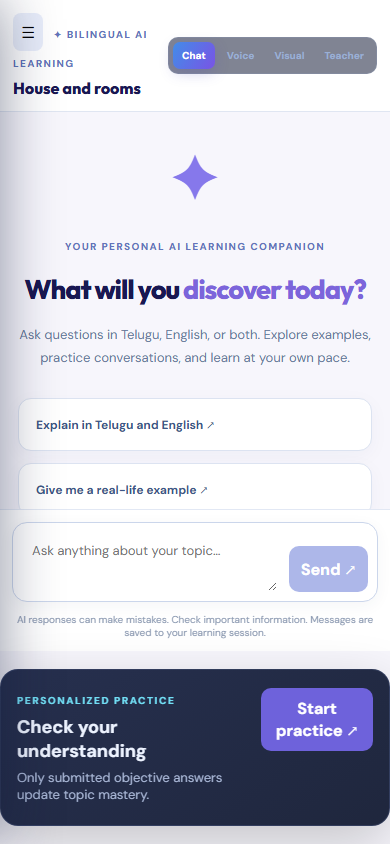 ☰ ✦ BILINGUAL AI
LEARNING
House and rooms
Chat Voice Visual Teacher
YOUR PERSONAL AI LEARNING COMPANION
What will you discover today?
Ask questions in Telugu, English, or both. Explore examples,
practice conversations, and learn at your own pace.
Explain in Telugu and English ↗
Give me a real-life example ↗
Ask anything about your topic...
Send ↗
AI responses can make mistakes. Check important information. Messages are
saved to your learning session.
PERSONALIZED PRACTICE
Check your
understanding
Only submitted objective answers
update topic mastery.
Start
practice ↗